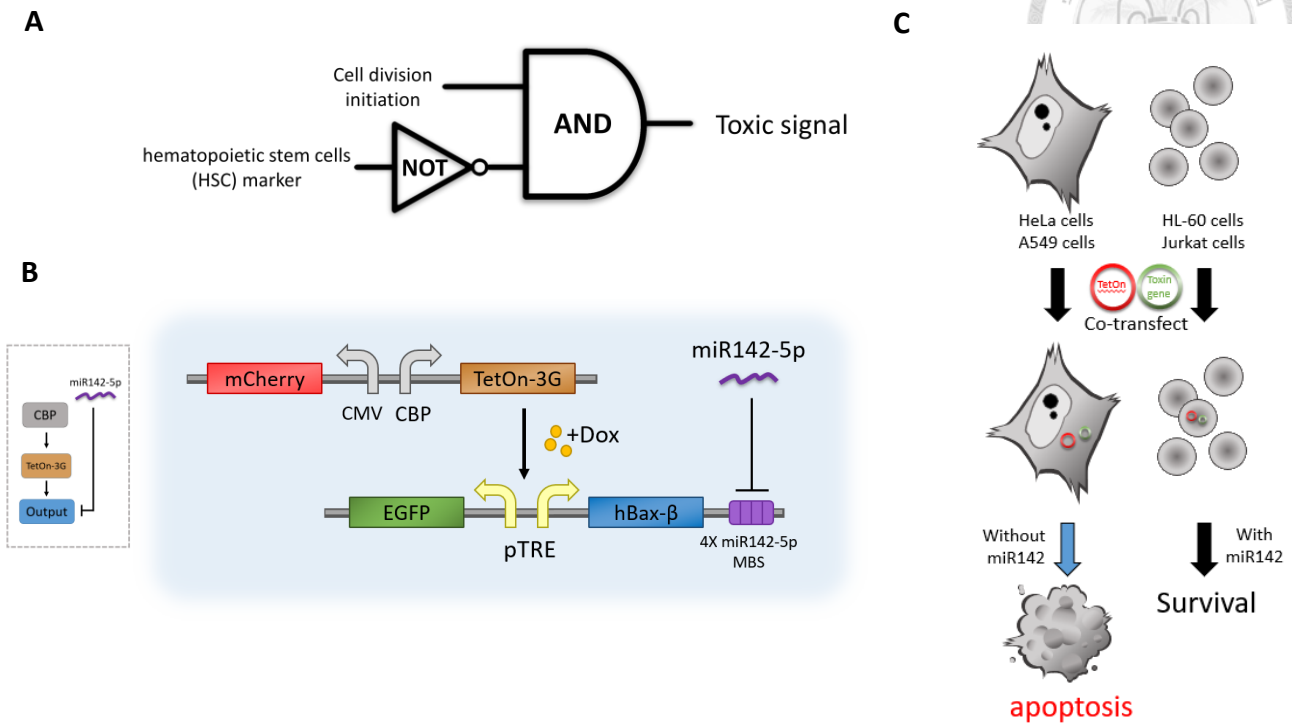 A
Cell division
initiation
hematopoietic stem cells
(HSC) marker
NOT
AND
Toxic signal
B
miR142-5p
CBP
TetOn-3G
Output
mCherry
CMV
CBP
TetOn-3G
miR142-5p
+Dox
EGFP
pTRE
hBax-β
4X miR142-5p
MBS
C
HeLa cells
A549 cells
HL-60 cells
Jurkat cells
TetOn
Toxin
gene
Co-transfect
Without
miR142
With
miR142
Survival
apoptosis